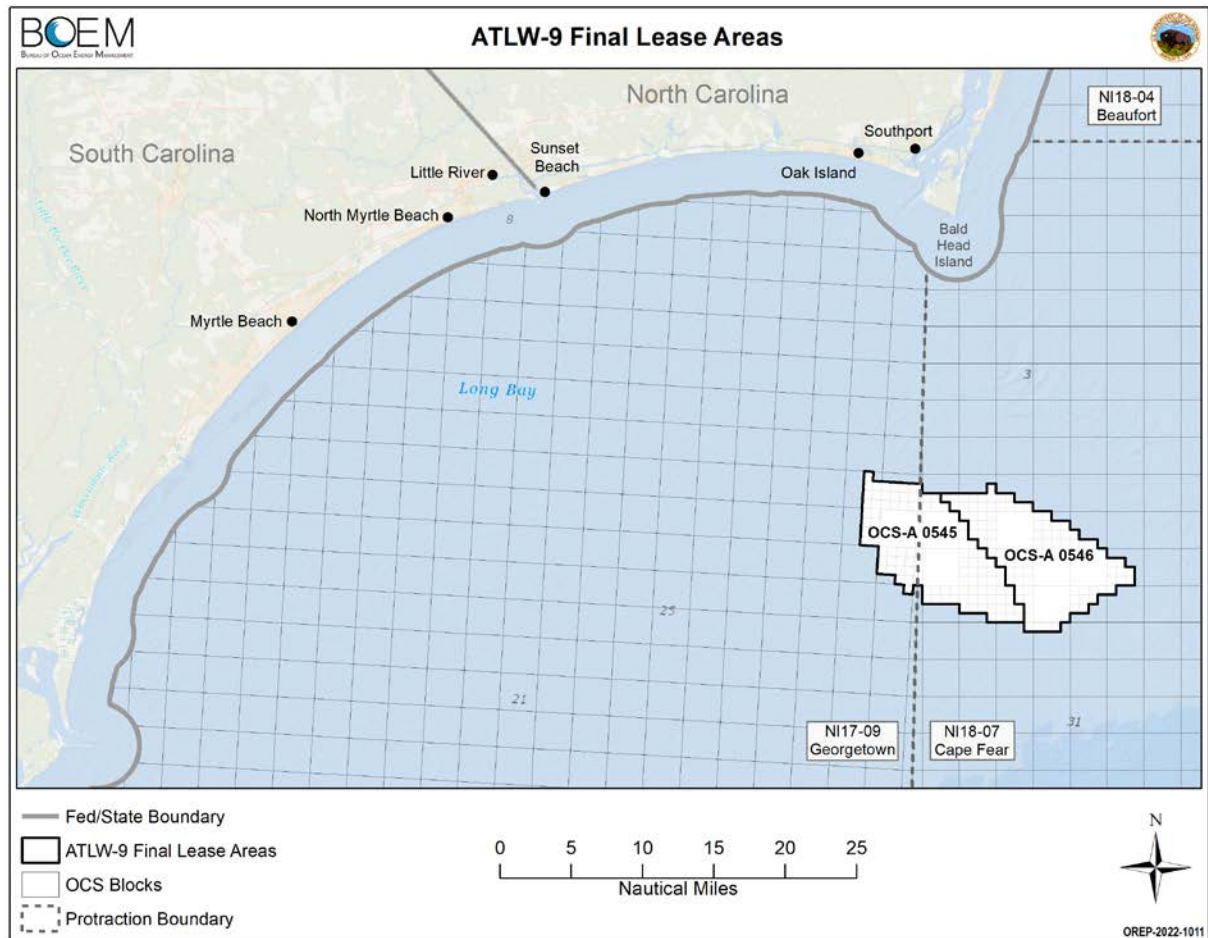 BOEM
BUREAU OF OCEAN ENERGY MANAGEMENT
ATLW-9 Final Lease Areas
North Carolina
NI18-04
Beaufort
South Carolina
Southport
Sunset
Beach
Little River
Oak Island
North Myrtle Beach
8
Bald
Head
Island
Myrtle Beach
3
Long Bay
OCS-A 0545
OCS-A 0546
25
21
NI17-09
Georgetown
NI18-07
Cape Fear
31
Fed/State Boundary
ATLW-9 Final Lease Areas
OCS Blocks
Protraction Boundary
0 5 10 15 20 25
Nautical Miles
N
OREP-2022-1011